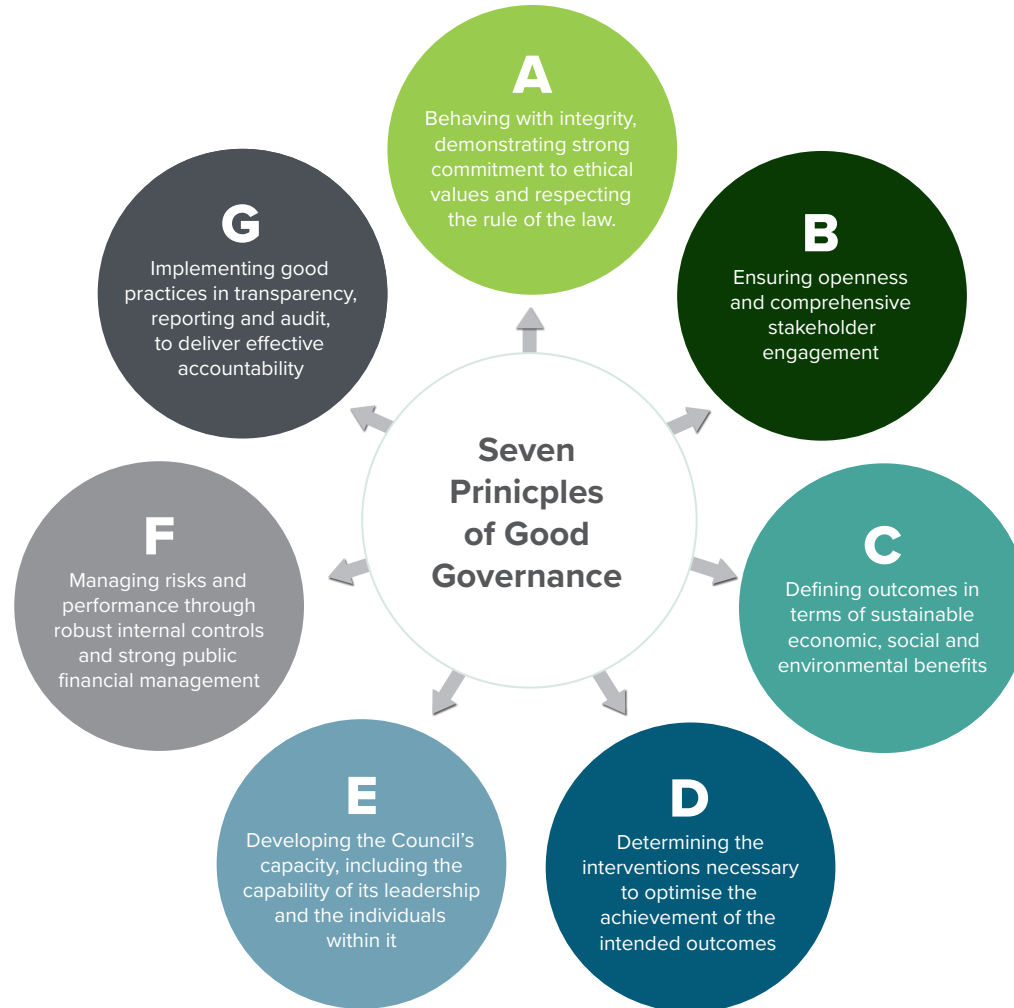 Seven
Prinicples
of Good
Governance
A
Behaving with integrity,
demonstrating strong
commitment to ethical
values and respecting
the rule of the law.
B
Ensuring openness
and comprehensive
stakeholder
engagement
C
Defining outcomes in
terms of sustainable
economic, social and
environmental benefits
D
Determining the
interventions necessary
to optimise the
achievement of the
intended outcomes
E
Developing the Council’s
capacity, including the
capability of its leadership
and the individuals
within it
F
Managing risks and
performance through
robust internal controls
and strong public
financial management
G
Implementing good
practices in transparency,
reporting and audit,
to deliver effective
accountability